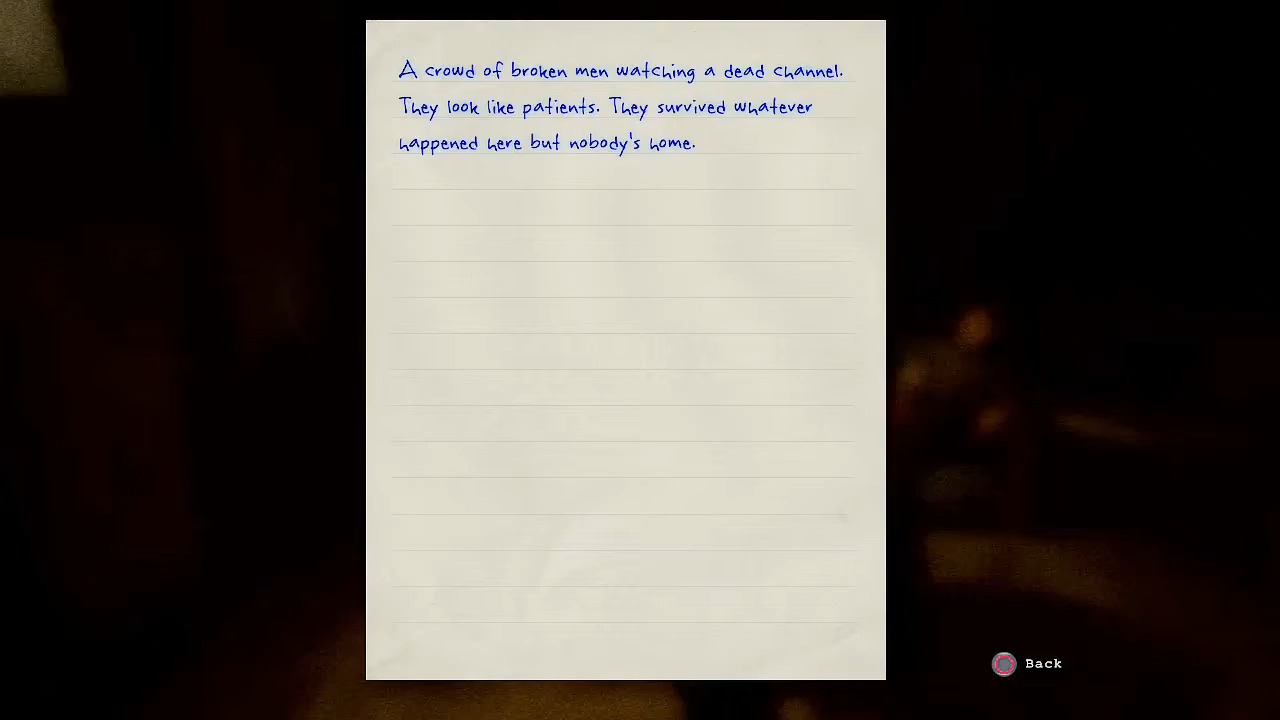 A crowd of broken men watching a dead channel.
They look like patients. They survived whatever
happened here but nobody's home.
Back